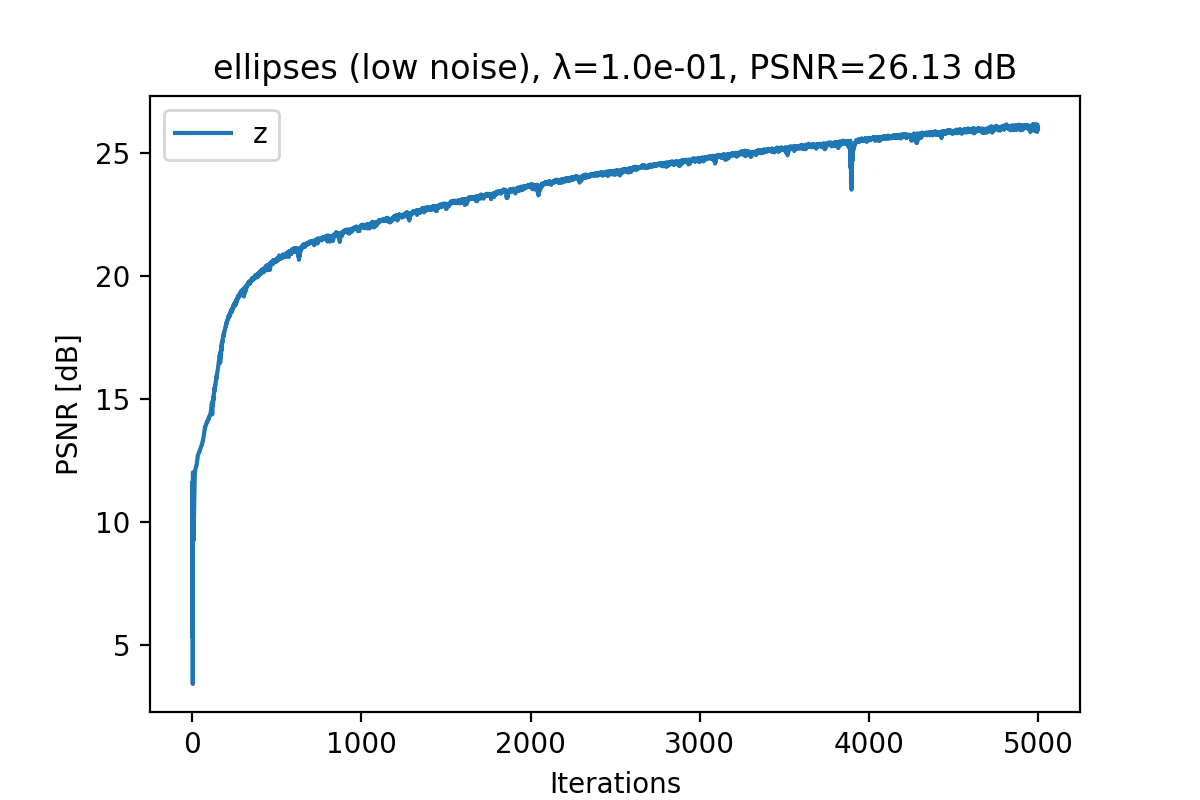 ellipses (low noise), λ=1.0e-01, PSNR=26.13 dB
z
PSNR [dB]
25
20
15
10
5
0 1000 2000 3000 4000 5000
Iterations